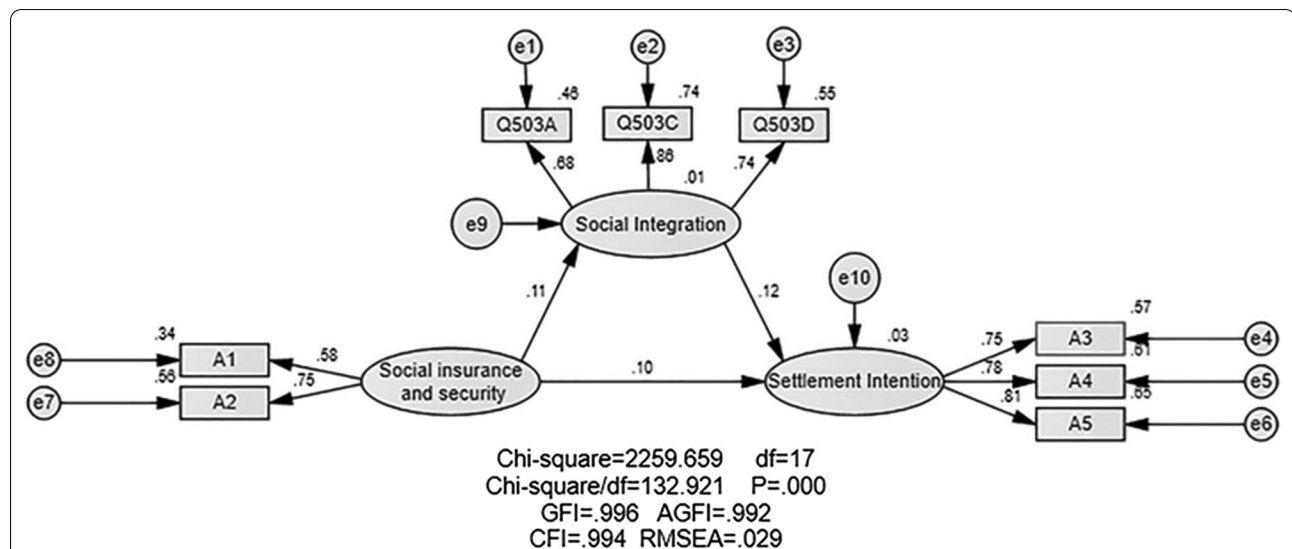 e1 e2 e3
.46 .74 .55
Q503A Q503C Q503D
.68 .86 .74
.01
e9 Social Integration
e10
.11 .12
.34 .57
e8 A1 .58 .03 .75 A3 e4
.56 .75 Social insurance .10 Settlement Intention .78 .61
e7 A2 and security A4 e5
.81 .65
A5 e6
Chi-square=2259.659 df=17
Chi-square/df=132.921 P=.000
GFI=.996 AGFI=.992
CFI=.994 RMSEA=.029